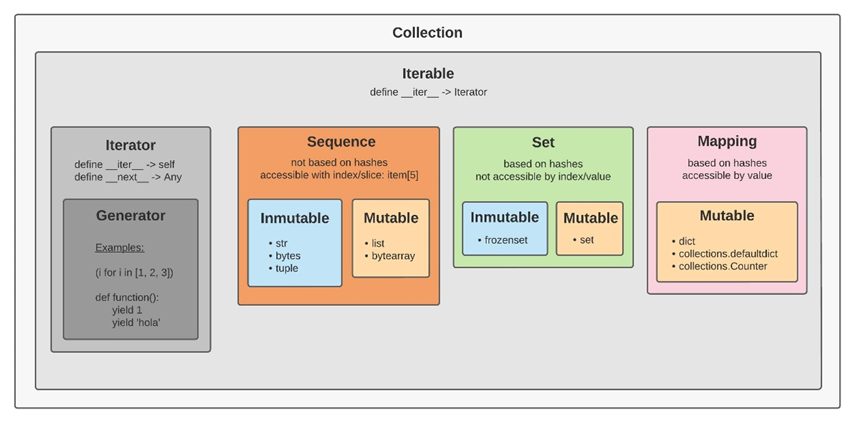 Collection
Iterable
define __iter__ -> Iterator
Iterator
define __iter__ -> self
define __next__ -> Any
Generator
Examples:
(i for i in [1, 2, 3])
def function():
yield 1
yield 'hola'
Sequence
not based on hashes
accessible with index/slice: item[5]
Inmutable
• str
• bytes
• tuple
Mutable
• list
• bytearray
Set
based on hashes
not accessible by index/value
Inmutable
• frozenset
Mutable
• set
Mapping
based on hashes
accessible by value
Mutable
• dict
• collections.defaultdict
• collections.Counter